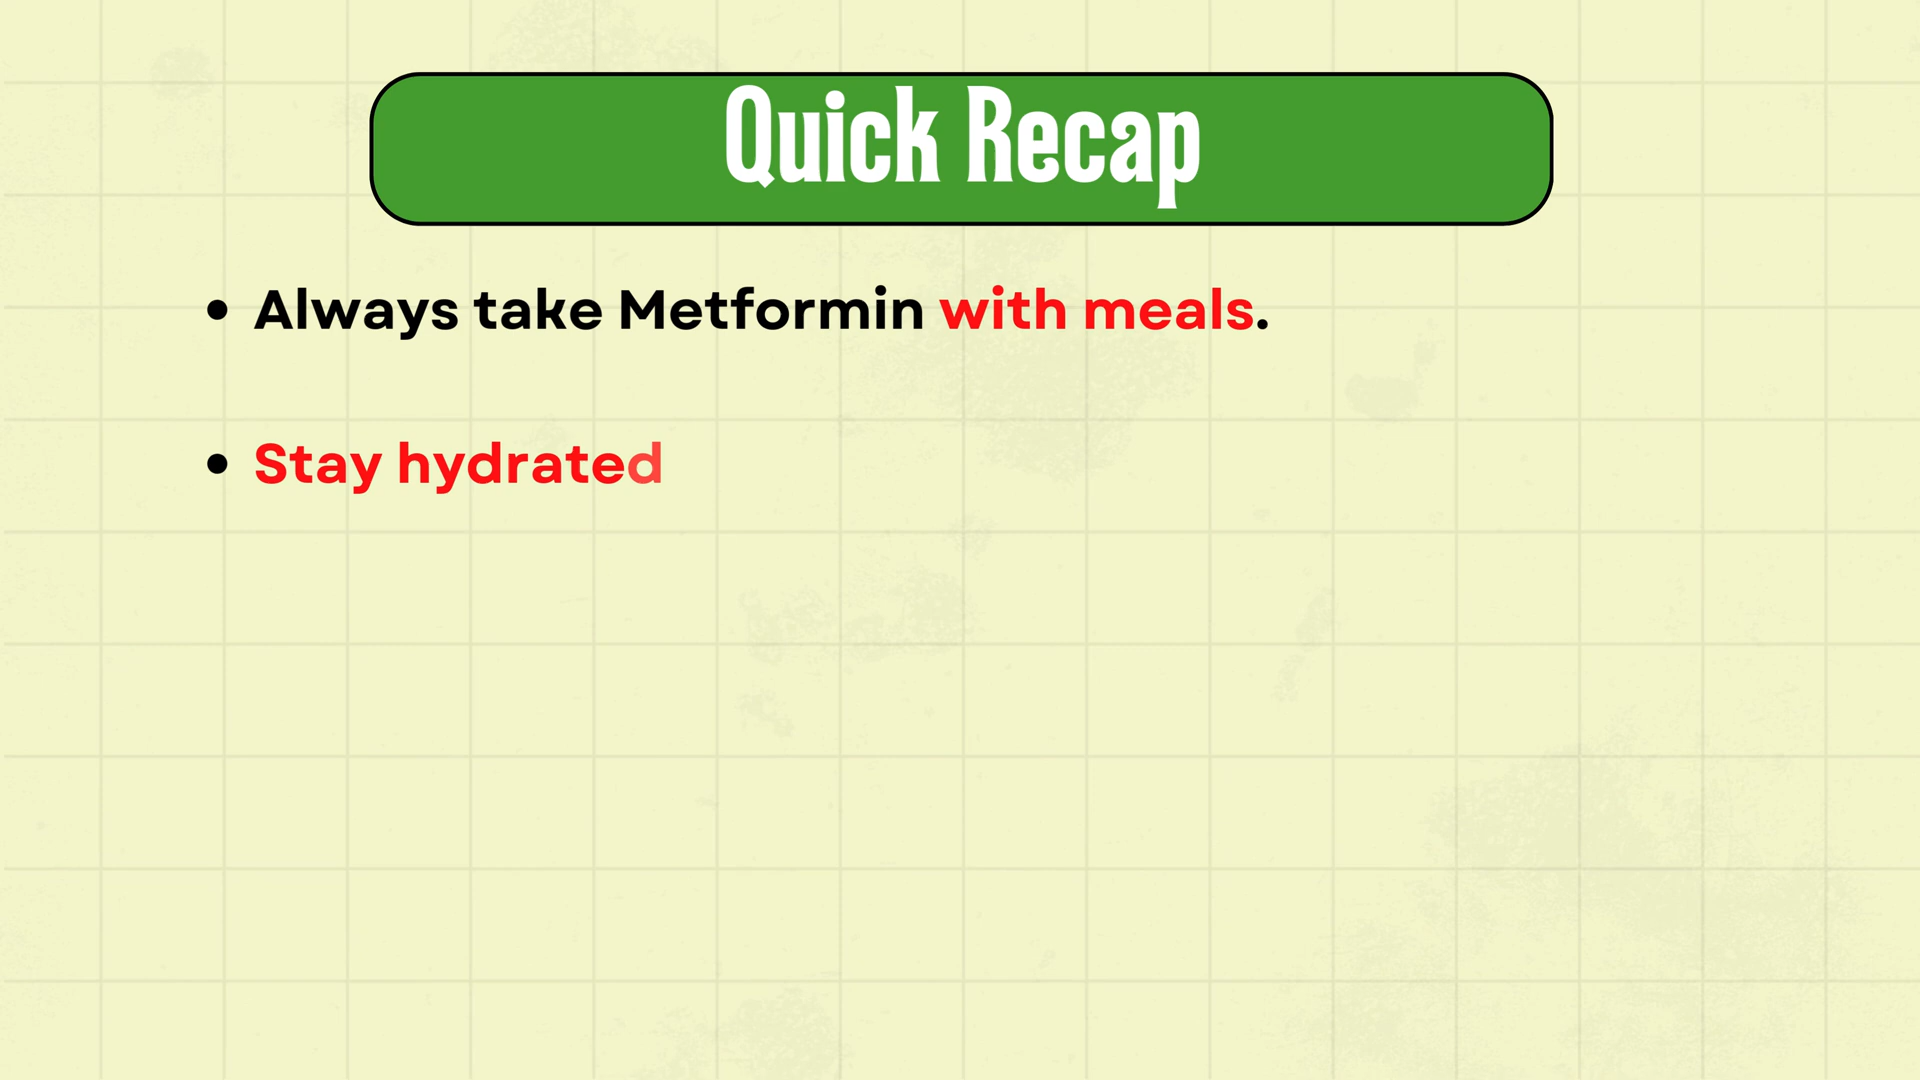 Quick Recap
• Always take Metformin with meals.
• Stay hydrated